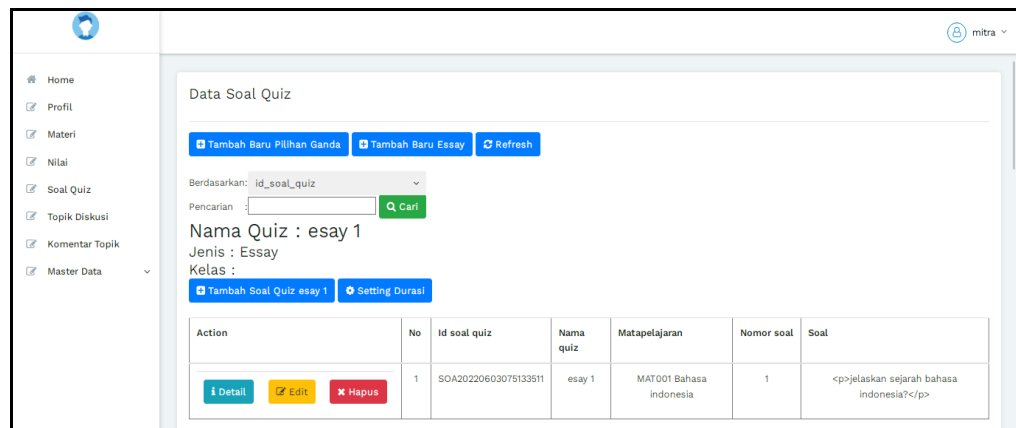 mitra
Home
Profil
Materi
Nilai
Soal Quiz
Topik Diskusi
Komentar Topik
Master Data
Data Soal Quiz
Tambah Baru Pilihan Ganda Tambah Baru Essay Refresh
Berdasarkan: id_soal_quiz
Pencarian : Cari
Nama Quiz : esay 1
Jenis : Essay
Kelas :
Tambah Soal Quiz esay 1 Setting Durasi
Action No Id soal quiz Nama quiz Matapelajaran Nomor soal Soal
Detail Edit Hapus 1 SOA20220603075133511 esay 1 MAT001 Bahasa indonesia 1 <p>jelaskan sejarah bahasa indonesia?</p>